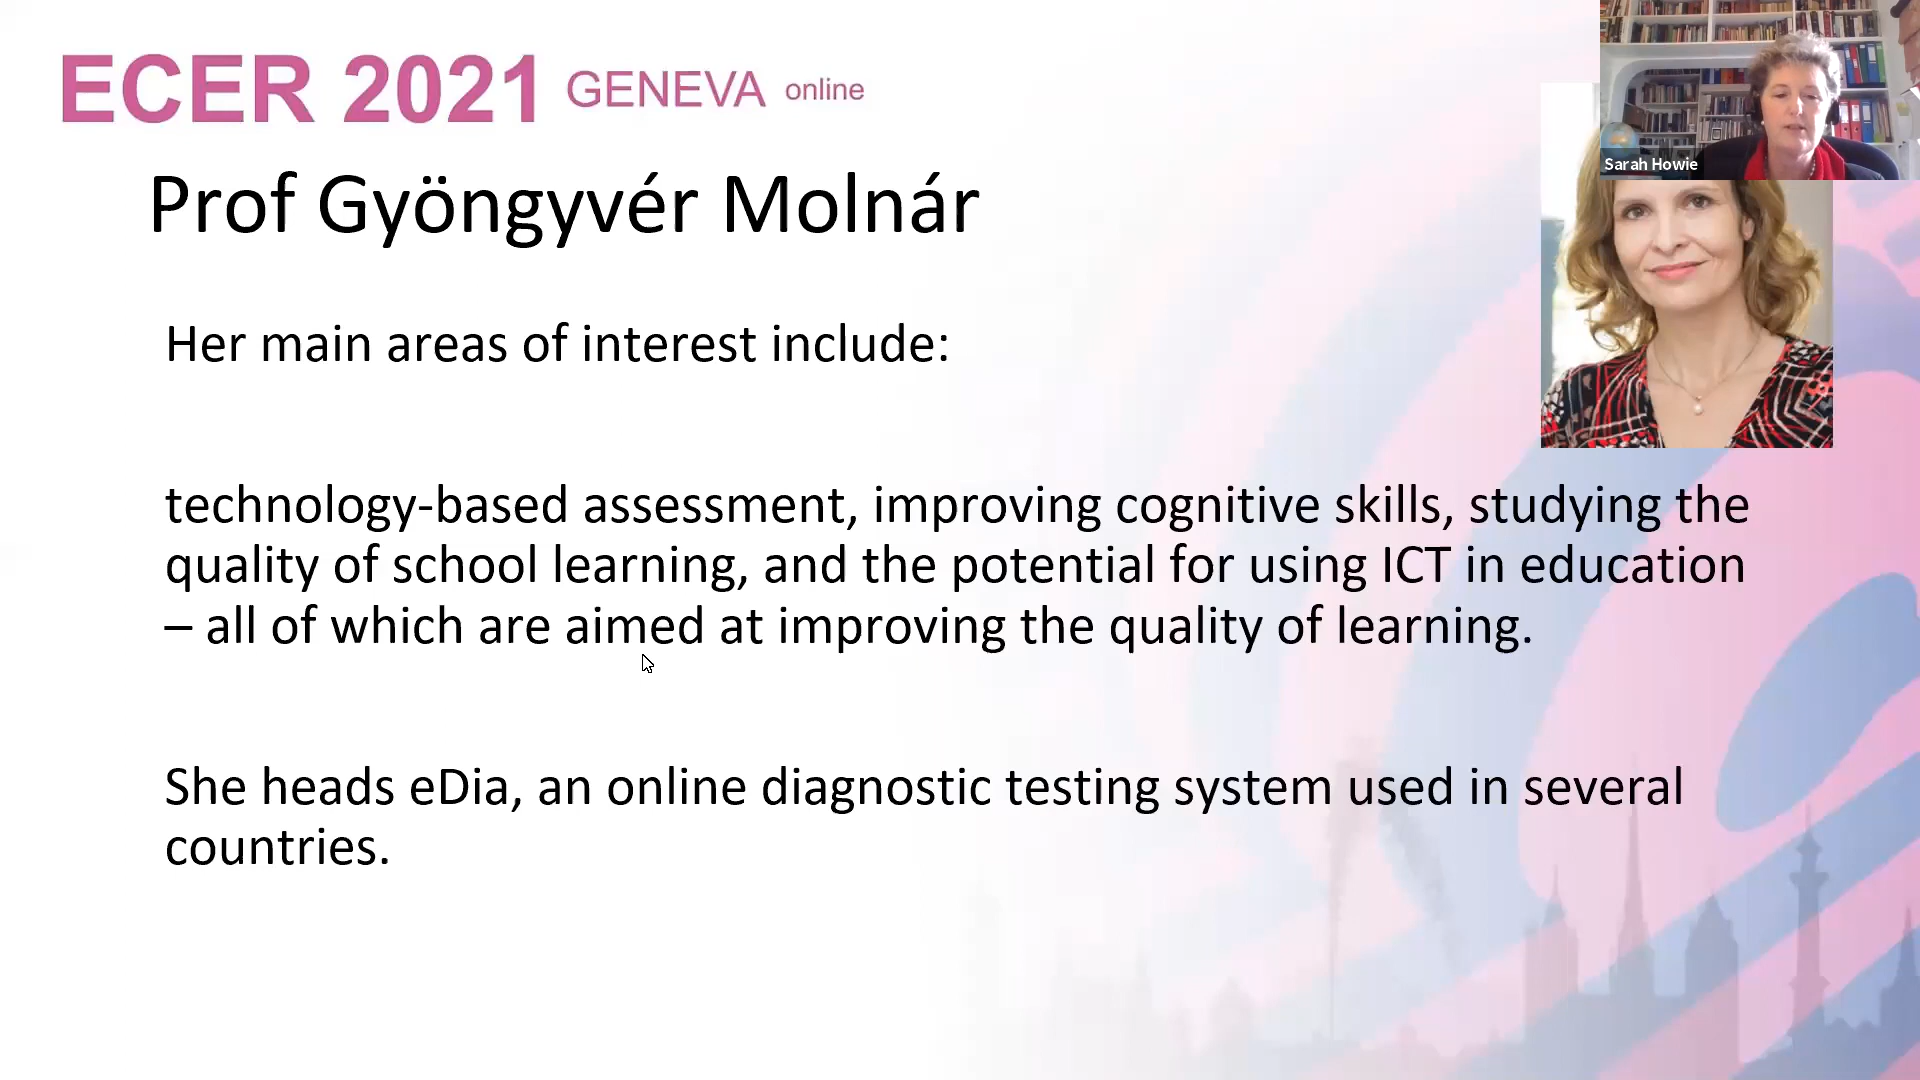 ECER 2021 GENEVA online
Sarah Howie
Prof Gyöngyvér Molnár
Her main areas of interest include:
technology-based assessment, improving cognitive skills, studying the
quality of school learning, and the potential for using ICT in education
– all of which are aimed at improving the quality of learning.
She heads eDia, an online diagnostic testing system used in several
countries.